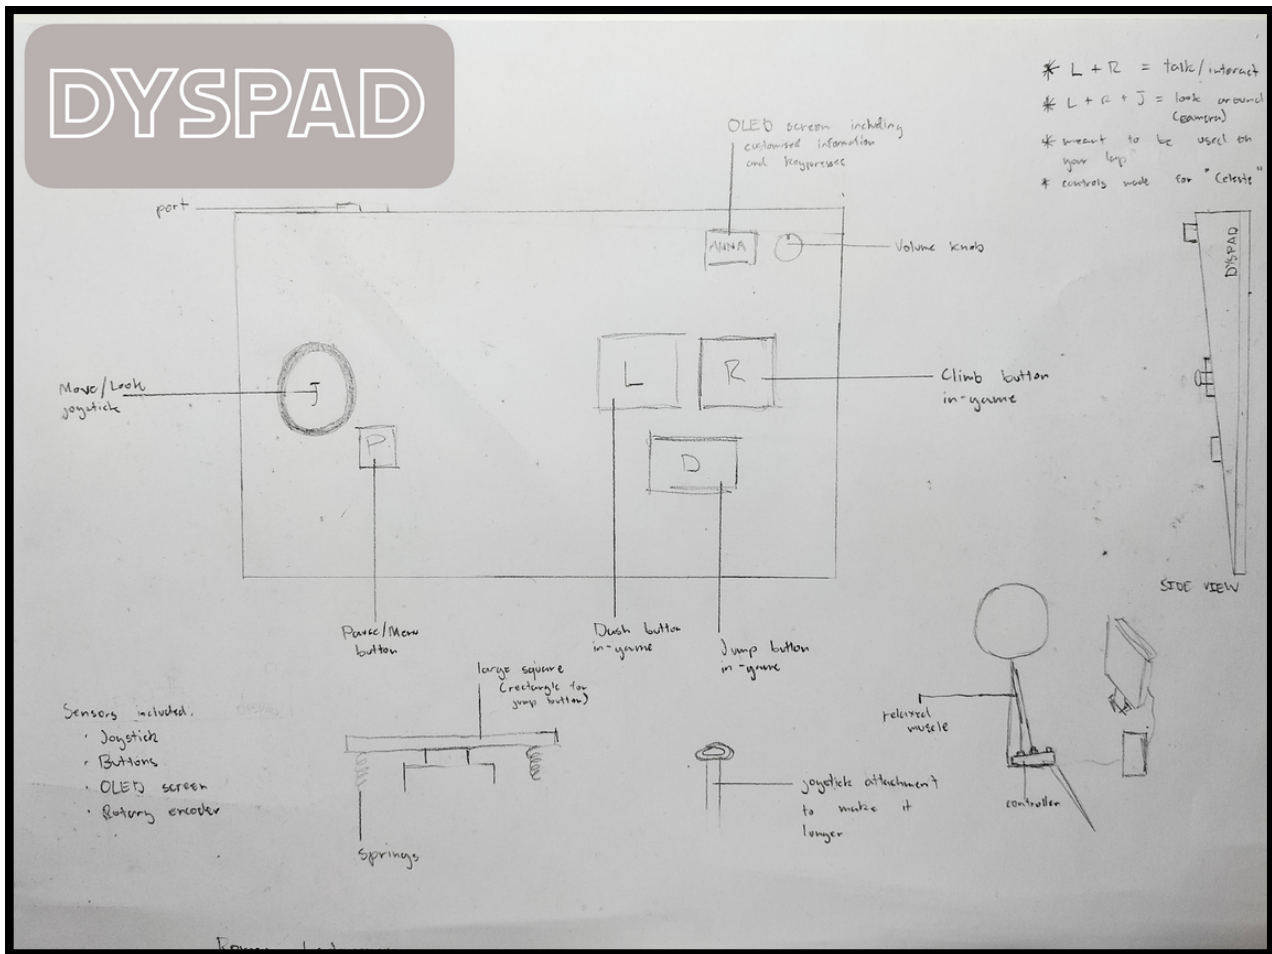 DYSPAD
* L + R = talk/interact
* L + R + J = look around
(camera)
* meant to be used on
your lap
* controls made for "Celeste"
OLED screen including
customised information
and keypresses
port
ANNA
Volume knob
DYSPAD
Move/Look
joystick
J
L
R
Climb button
in-game
P
D
SIDE VIEW
Pause/Menu
button
Dash button
in-game
Jump button
in-game
large square
(rectangle for
jump button)
relaxed
muscle
Sensors included:
· Joystick
· Buttons
· OLED screen
· Rotary encoder
joystick attachment
to make it
longer
controller
springs